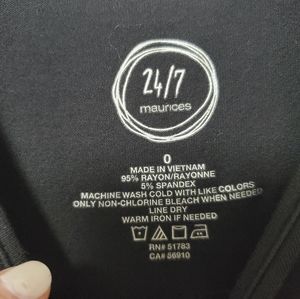 24/7
maurices
0
MADE IN VIETNAM
95% RAYON/RAYONNE
5% SPANDEX
MACHINE WASH COLD WITH LIKE COLORS
ONLY NON-CHLORINE BLEACH WHEN NEEDED
LINE DRY
WARM IRON IF NEEDED
RN# 51783
CA# 56910